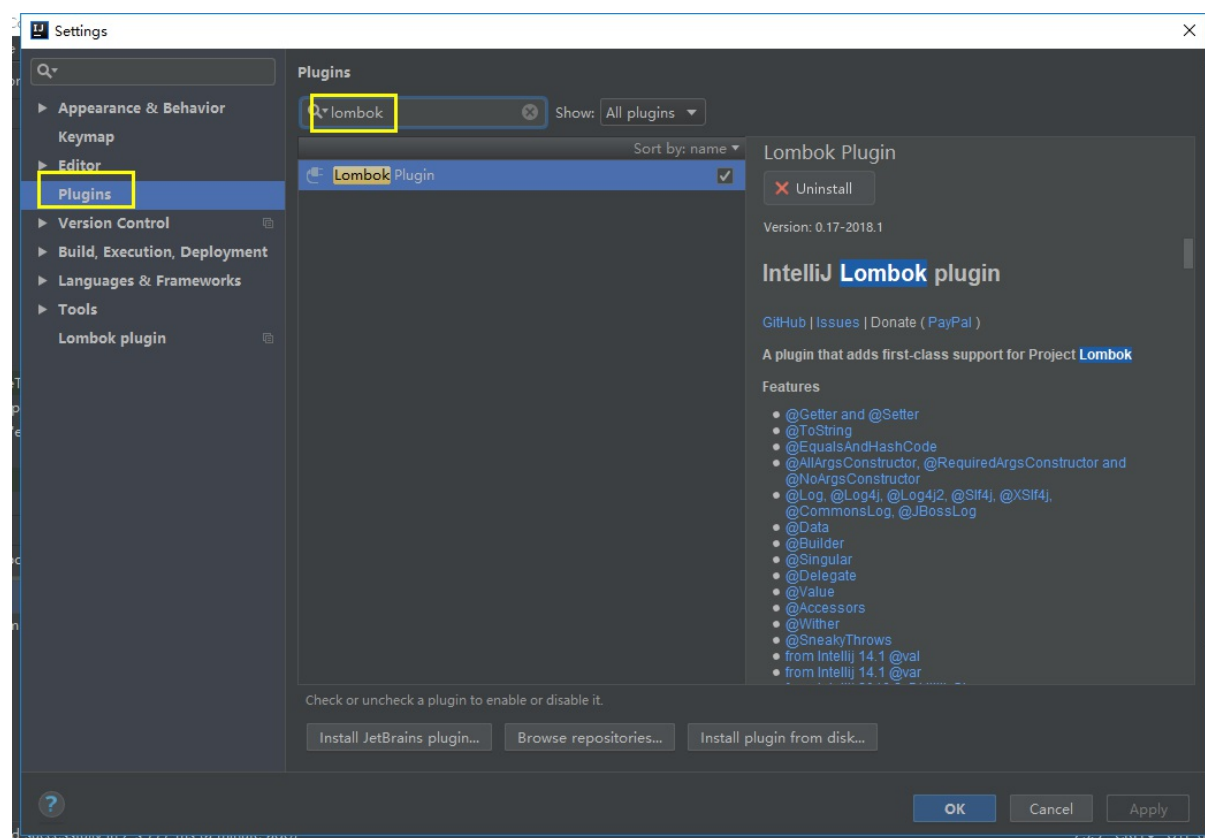 Settings
Plugins
Appearance & Behavior
Keymap
Editor
Plugins
Version Control
Build, Execution, Deployment
Languages & Frameworks
Tools
Lombok plugin
lombok
Show: All plugins
Sort by: name
Lombok Plugin
Lombok Plugin
Uninstall
Version: 0.17-2018.1
IntelliJ Lombok plugin
GitHub | Issues | Donate ( PayPal )
A plugin that adds first-class support for Project Lombok
Features
@Getter and @Setter
@ToString
@EqualsAndHashCode
@AllArgsConstructor, @RequiredArgsConstructor and
@NoArgsConstructor
@Log, @Log4j, @Log4j2, @Slf4j, @XSlf4j,
@CommonsLog, @JBossLog
@Data
@Builder
@Singular
@Delegate
@Value
@Accessors
@Wither
@SneakyThrows
from Intellij 14.1 @val
from Intellij 14.1 @var
Check or uncheck a plugin to enable or disable it.
Install JetBrains plugin...
Browse repositories...
Install plugin from disk...
?
OK
Cancel
Apply